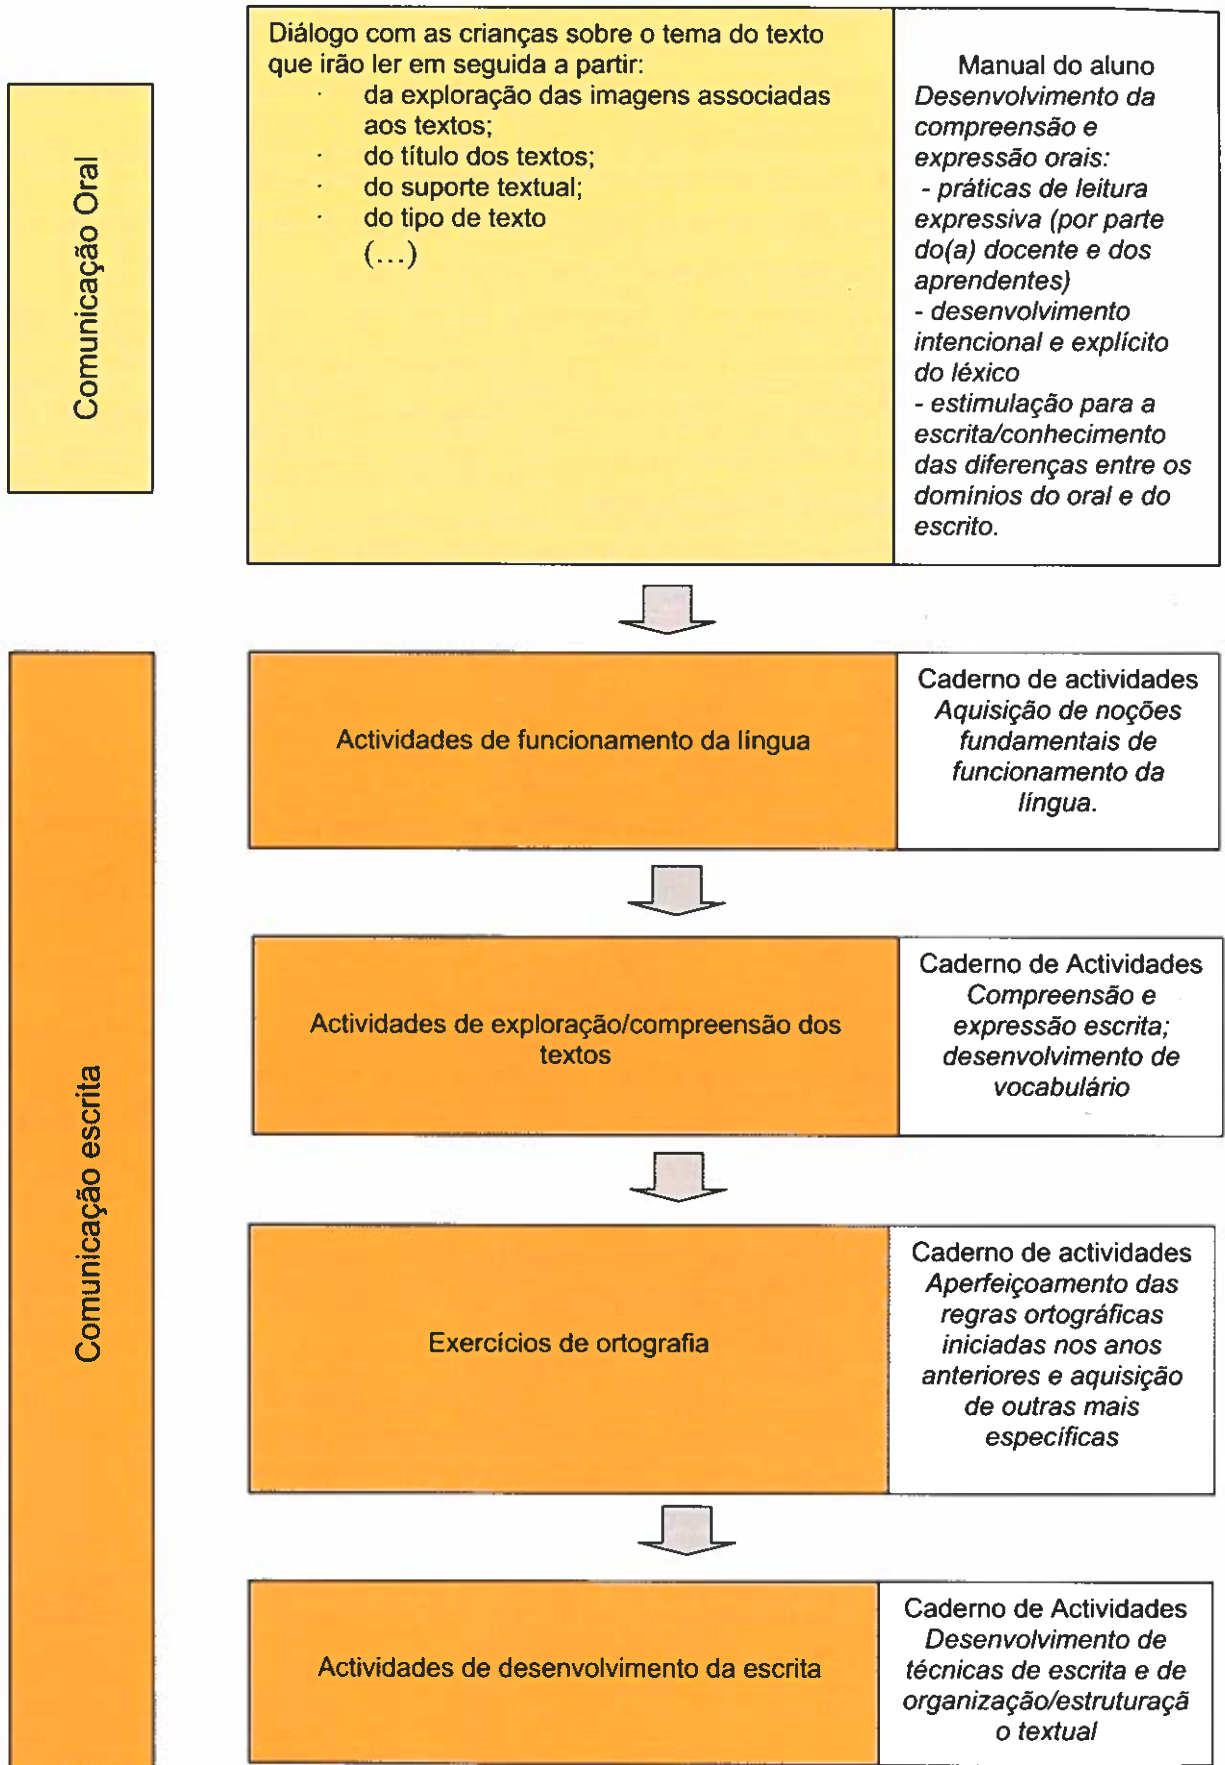 Comunicação Oral
Diálogo com as crianças sobre o tema do texto
que irão ler em seguida a partir:
· da exploração das imagens associadas
aos textos;
· do título dos textos;
· do suporte textual;
· do tipo de texto
(...)
Manual do aluno
Desenvolvimento da
compreensão e
expressão orais:
- práticas de leitura
expressiva (por parte
do(a) docente e dos
aprendentes)
- desenvolvimento
intencional e explícito
do léxico
- estimulação para a
escrita/conhecimento
das diferenças entre os
domínios do oral e do
escrito.
Comunicação escrita
Actividades de funcionamento da língua
Caderno de actividades
Aquisição de noções
fundamentais de
funcionamento da
língua.
Actividades de exploração/compreensão dos
textos
Caderno de Actividades
Compreensão e
expressão escrita;
desenvolvimento de
vocabulário
Exercícios de ortografia
Caderno de actividades
Aperfeiçoamento das
regras ortográficas
iniciadas nos anos
anteriores e aquisição
de outras mais
específicas
Actividades de desenvolvimento da escrita
Caderno de Actividades
Desenvolvimento de
técnicas de escrita e de
organização/estruturaçã
o textual